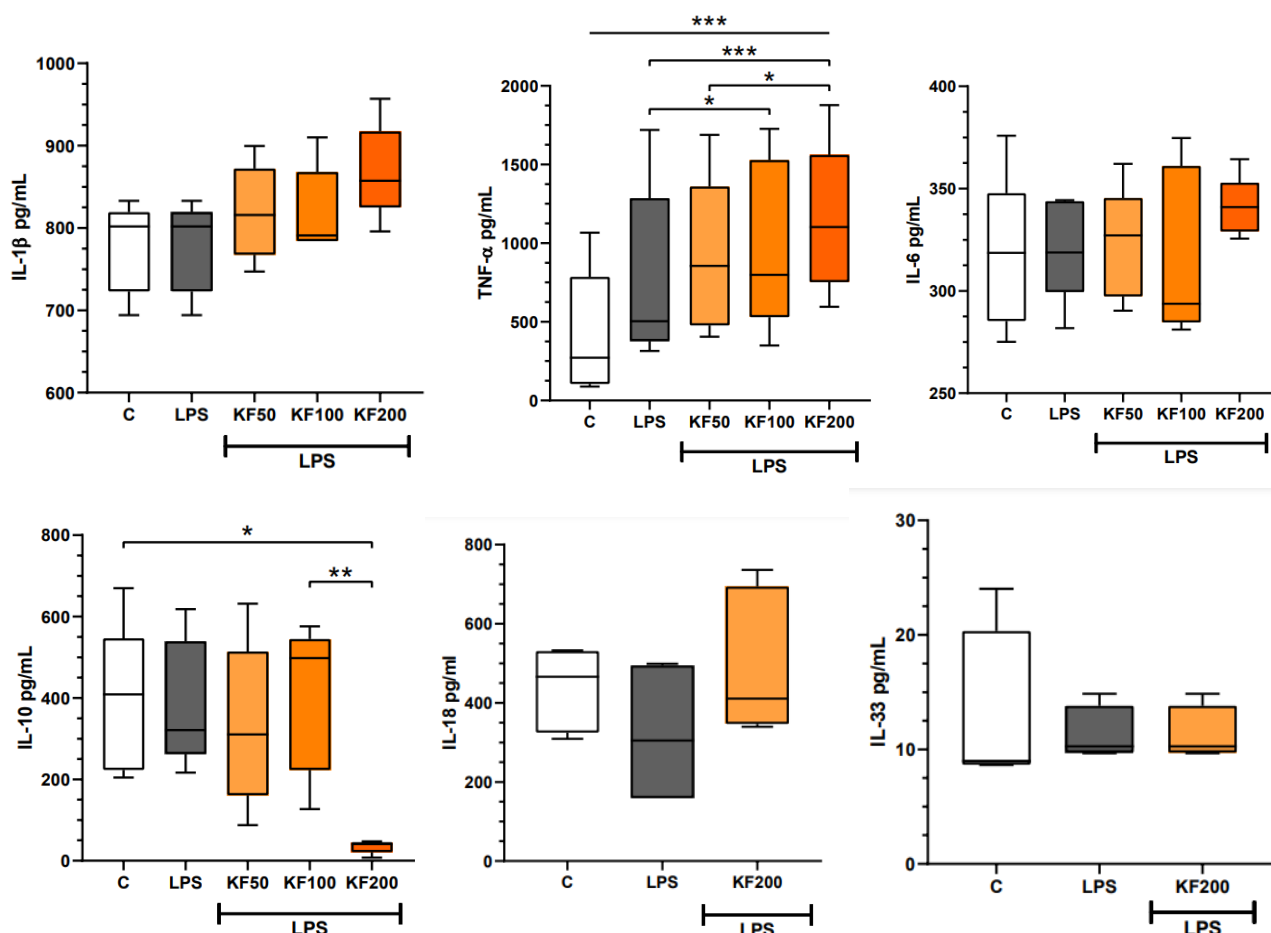 IL-1β pg/mL
1000
900
800
700
600
C LPS KF50 KF100 KF200
LPS
***
***
*
*
TNF-α pg/mL
2000
1500
1000
500
0
C LPS KF50 KF100 KF200
LPS
IL-6 pg/mL
400
350
300
250
C LPS KF50 KF100 KF200
LPS
*
**
IL-10 pg/mL
800
600
400
200
0
C LPS KF50 KF100 KF200
LPS
IL-18 pg/ml
800
600
400
200
0
C LPS KF200
LPS
IL-33 pg/mL
30
20
10
0
C LPS KF200
LPS